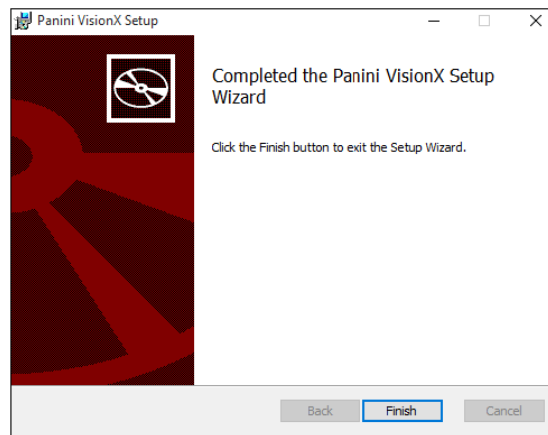 Panini VisionX Setup
Completed the Panini VisionX Setup
Wizard
Click the Finish button to exit the Setup Wizard.
Back
Finish
Cancel